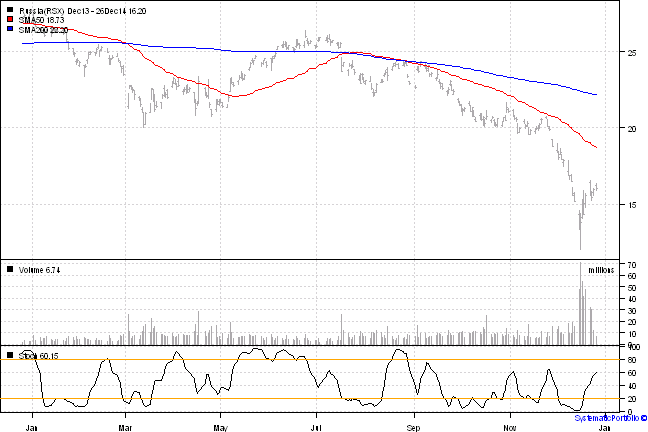 Russia(RSX) Dec13 - 26Dec14 16.20
SMA50 18.73
SMA200 22.20
25
20
15
Volume 6.74
millions
70
60
50
40
30
20
10
0
Stoch 60.15
100
80
60
40
20
0
Jan Mar May Jul Sep Nov Jan
SystematicPortfolio ©